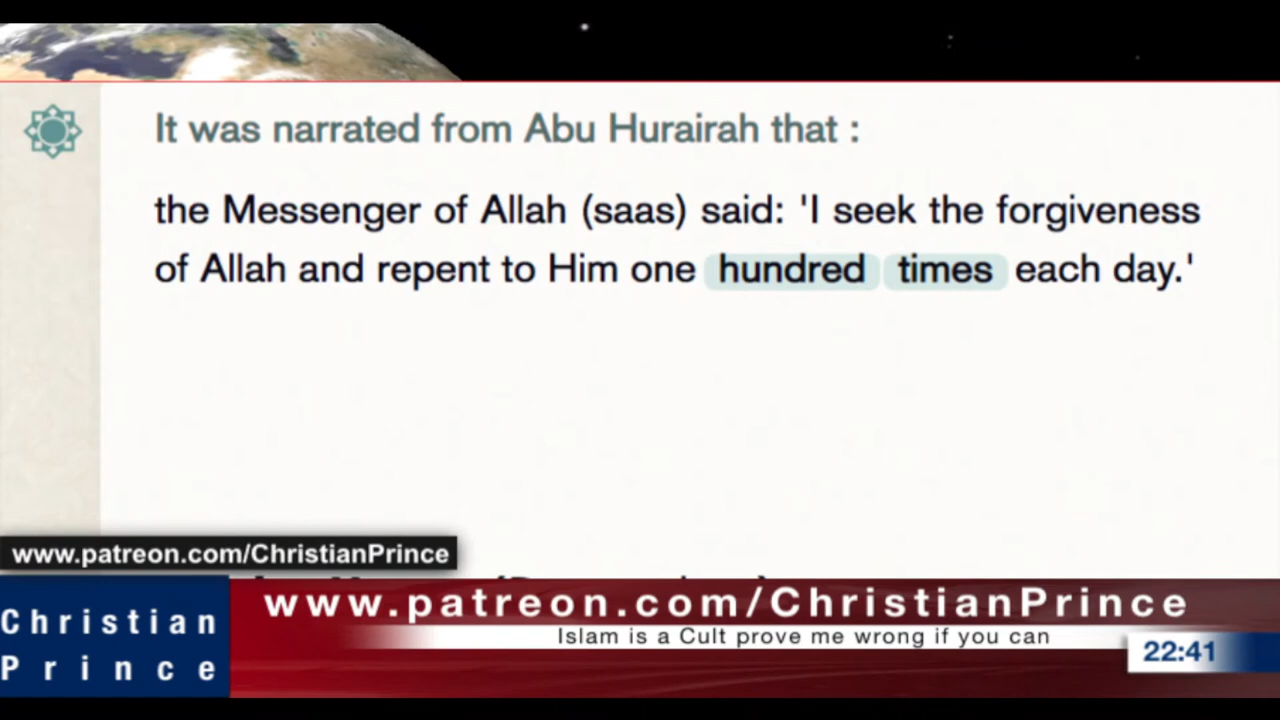 It was narrated from Abu Hurairah that :
the Messenger of Allah (saas) said: 'I seek the forgiveness
of Allah and repent to Him one hundred times each day.'
www.patreon.com/ChristianPrince
Christian
Prince
www.patreon.com/ChristianPrince
Islam is a Cult prove me wrong if you can
22:41